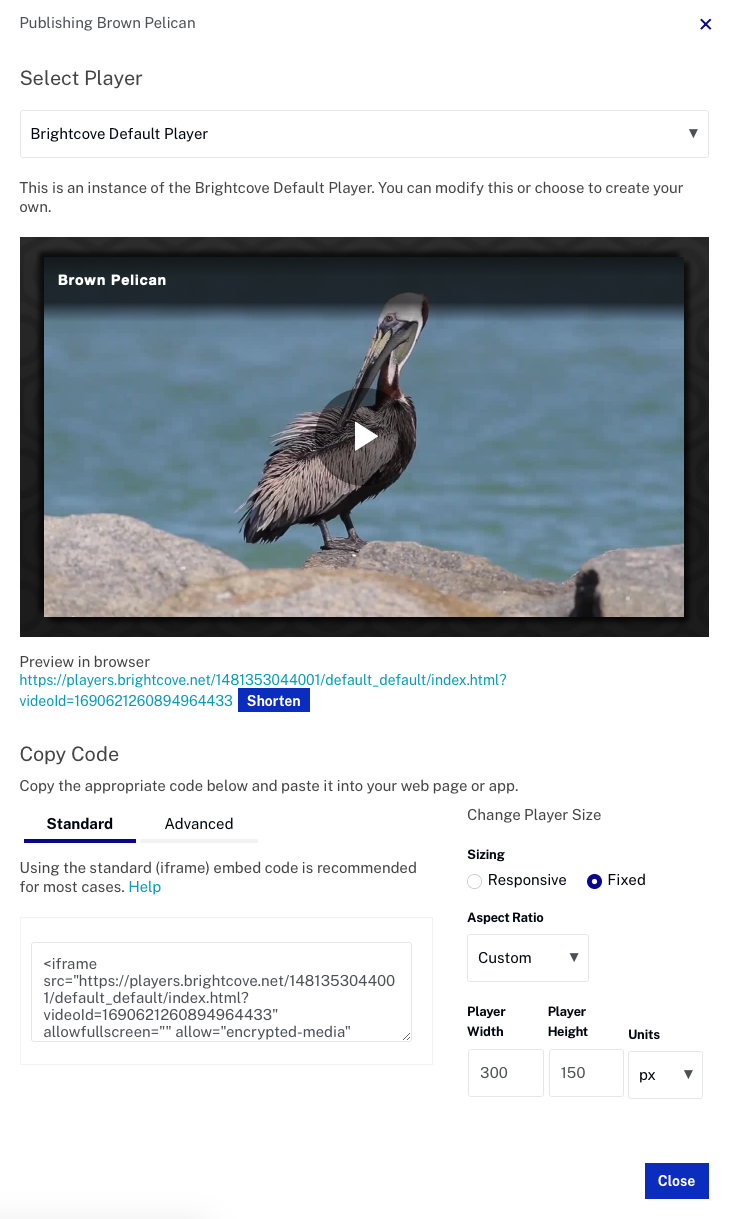 Publishing Brown Pelican
Select Player
Brightcove Default Player
This is an instance of the Brightcove Default Player. You can modify this or choose to create your
own.
Brown Pelican
Preview in browser
https://players.brightcove.net/1481353044001/default_default/index.html?
videoId=1690621260894964433 Shorten
Copy Code
Copy the appropriate code below and paste it into your web page or app.
Standard Advanced
Using the standard (iframe) embed code is recommended
for most cases. Help
<iframe
src="https://players.brightcove.net/148135304400
1/default_default/index.html?
videoId=1690621260894964433"
allowfullscreen="" allow="encrypted-media"
Change Player Size
Sizing
Responsive Fixed
Aspect Ratio
Custom
Player
Width
Player
Height
Units
300 150 px
Close